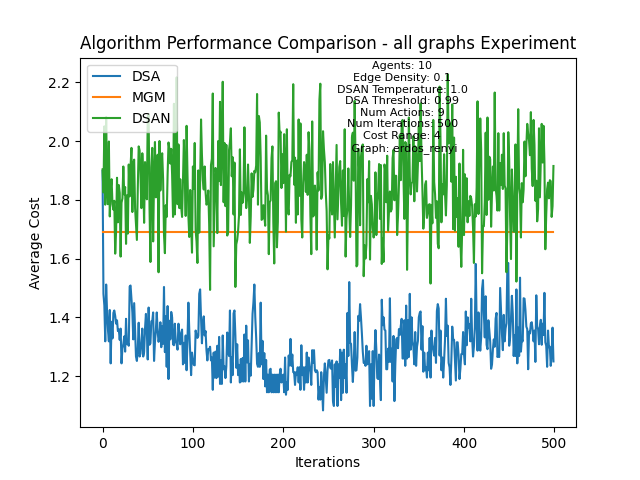 Algorithm Performance Comparison - all graphs Experiment
DSA
MGM
DSAN
Agents: 10
Edge Density: 0.1
DSAN Temperature: 1.0
DSA Threshold: 0.99
Num Actions: 9
Num Iterations: 500
Cost Range: 4
Graph: erdos_renyi
2.2
2.0
1.8
1.6
1.4
1.2
Average Cost
0 100 200 300 400 500
Iterations